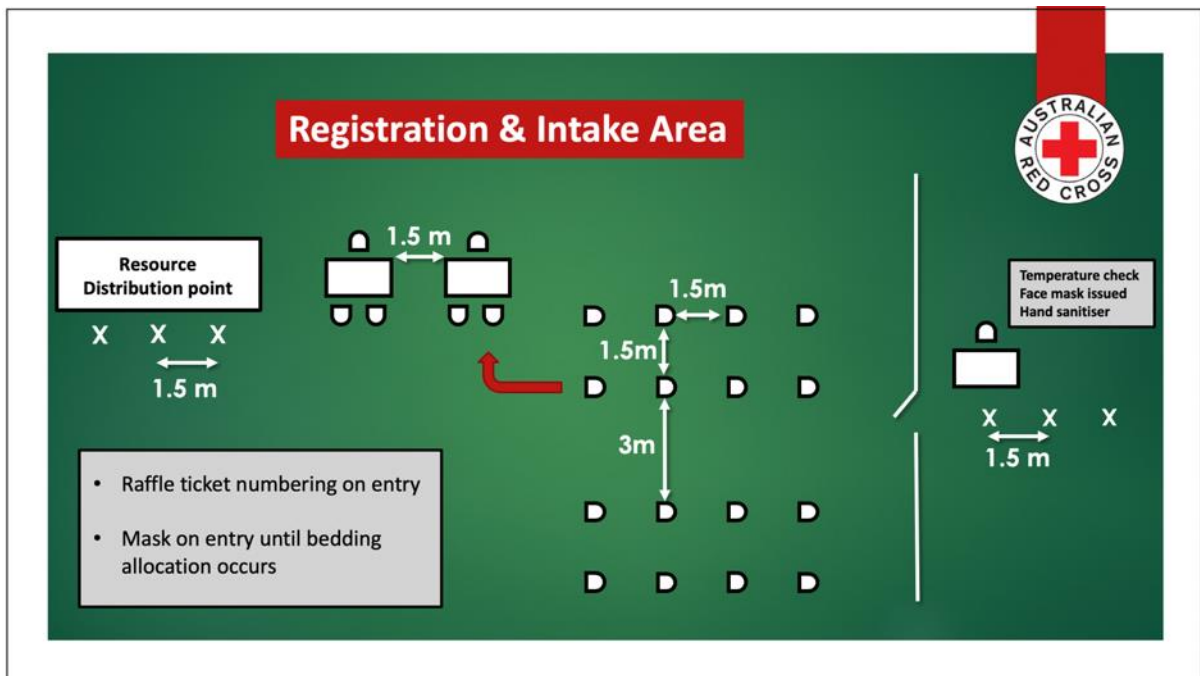 AUSTRALIAN
RED CROSS
Registration & Intake Area
1.5 m
Resource
Distribution point
X X X
1.5 m
1.5m
1.5m
3m
Temperature check
Face mask issued
Hand sanitiser
X X X
1.5 m
• Raffle ticket numbering on entry
• Mask on entry until bedding
allocation occurs